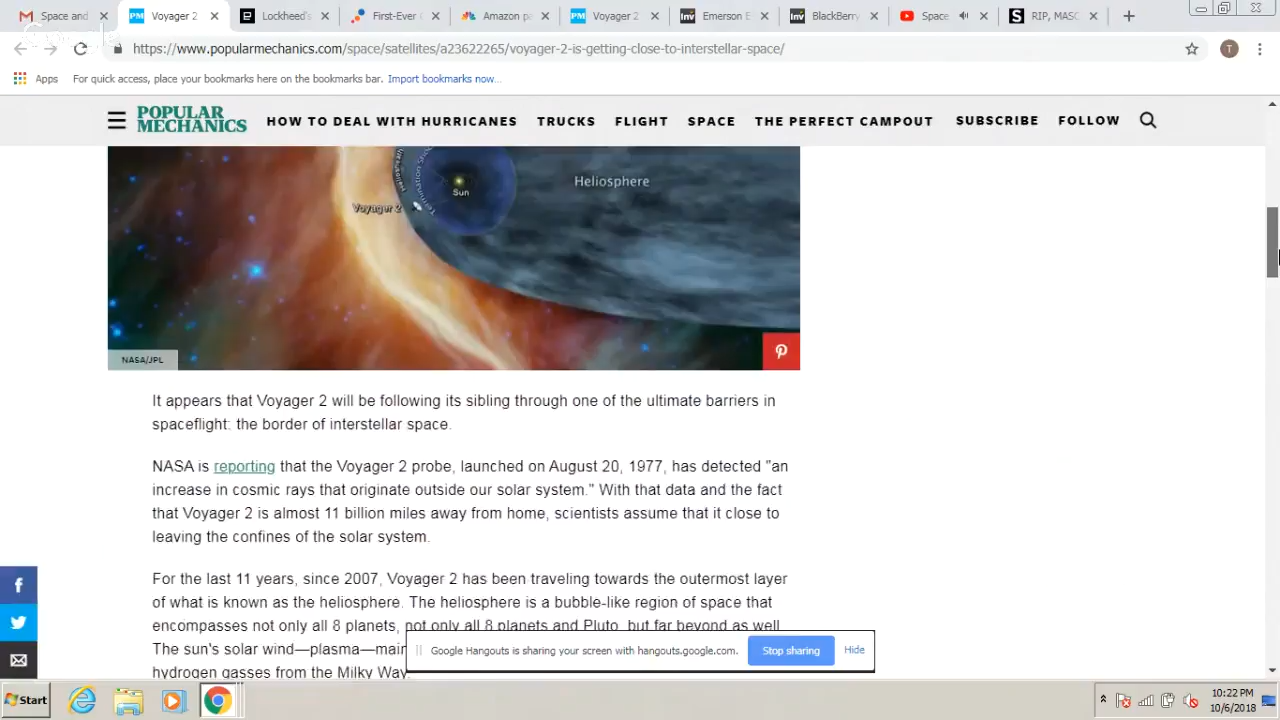 Space and
Voyager 2
Lockheed's
First-Ever
Amazon pa
Voyager 2
Emerson E
BlackBerry
Space
RIP, MASC
https://www.popularmechanics.com/space/satellites/a23622265/voyager-2-is-getting-close-to-interstellar-space/
T
Apps For quick access, place your bookmarks here on the bookmarks bar. Import bookmarks now...
POPULAR
MECHANICS
HOW TO DEAL WITH HURRICANES TRUCKS FLIGHT SPACE THE PERFECT CAMPOUT SUBSCRIBE FOLLOW
Heliosphere
Sun
Voyager 2
NASA/JPL
It appears that Voyager 2 will be following its sibling through one of the ultimate barriers in
spaceflight: the border of interstellar space.
NASA is reporting that the Voyager 2 probe, launched on August 20, 1977, has detected "an
increase in cosmic rays that originate outside our solar system." With that data and the fact
that Voyager 2 is almost 11 billion miles away from home, scientists assume that it close to
leaving the confines of the solar system.
For the last 11 years, since 2007, Voyager 2 has been traveling towards the outermost layer
of what is known as the heliosphere. The heliosphere is a bubble-like region of space that
encompasses not only all 8 planets, not only all 8 planets and Pluto, but far beyond as well.
The sun's solar wind—plasma—main
hydrogen gasses from the Milky Way.
Google Hangouts is sharing your screen with hangouts.google.com.
Stop sharing
Hide
Start
10:22 PM
10/6/2018